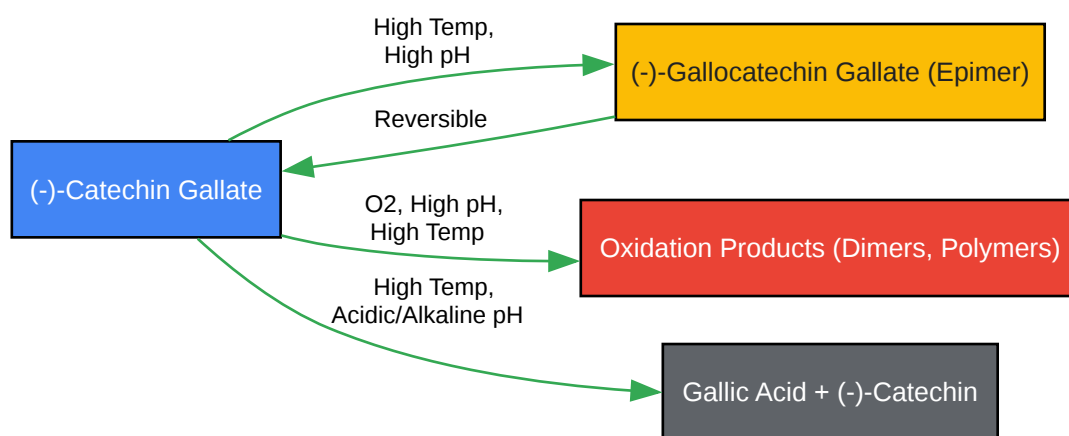 High Temp,
High pH
(-)-Gallocatechin Gallate (Epimer)
Reversible
(-)-Catechin Gallate
O2, High pH,
High Temp
Oxidation Products (Dimers, Polymers)
High Temp,
Acidic/Alkaline pH
Gallic Acid + (-)-Catechin